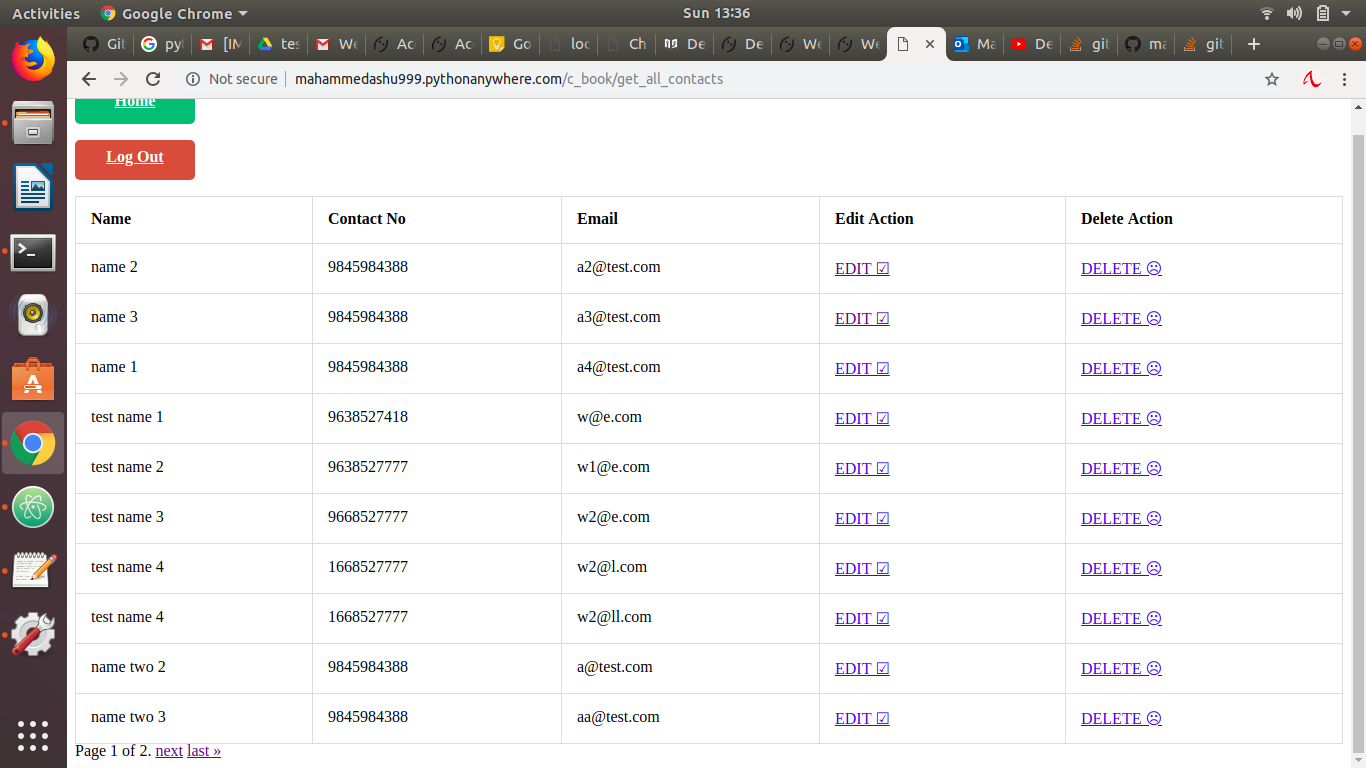 Activities Google Chrome Sun 13:36
Git pyt [IM tes We Ac Ac Go loc Ch De De We We Ma De git ma git
Not secure mahammedashu999.pythonanywhere.com/c_book/get_all_contacts
Home
Log Out
Name Contact No Email Edit Action Delete Action
name 2 9845984388 a2@test.com EDIT ☑ DELETE ☹
name 3 9845984388 a3@test.com EDIT ☑ DELETE ☹
name 1 9845984388 a4@test.com EDIT ☑ DELETE ☹
test name 1 9638527418 w@e.com EDIT ☑ DELETE ☹
test name 2 9638527777 w1@e.com EDIT ☑ DELETE ☹
test name 3 9668527777 w2@e.com EDIT ☑ DELETE ☹
test name 4 1668527777 w2@l.com EDIT ☑ DELETE ☹
test name 4 1668527777 w2@ll.com EDIT ☑ DELETE ☹
name two 2 9845984388 a@test.com EDIT ☑ DELETE ☹
name two 3 9845984388 aa@test.com EDIT ☑ DELETE ☹
Page 1 of 2. next last »